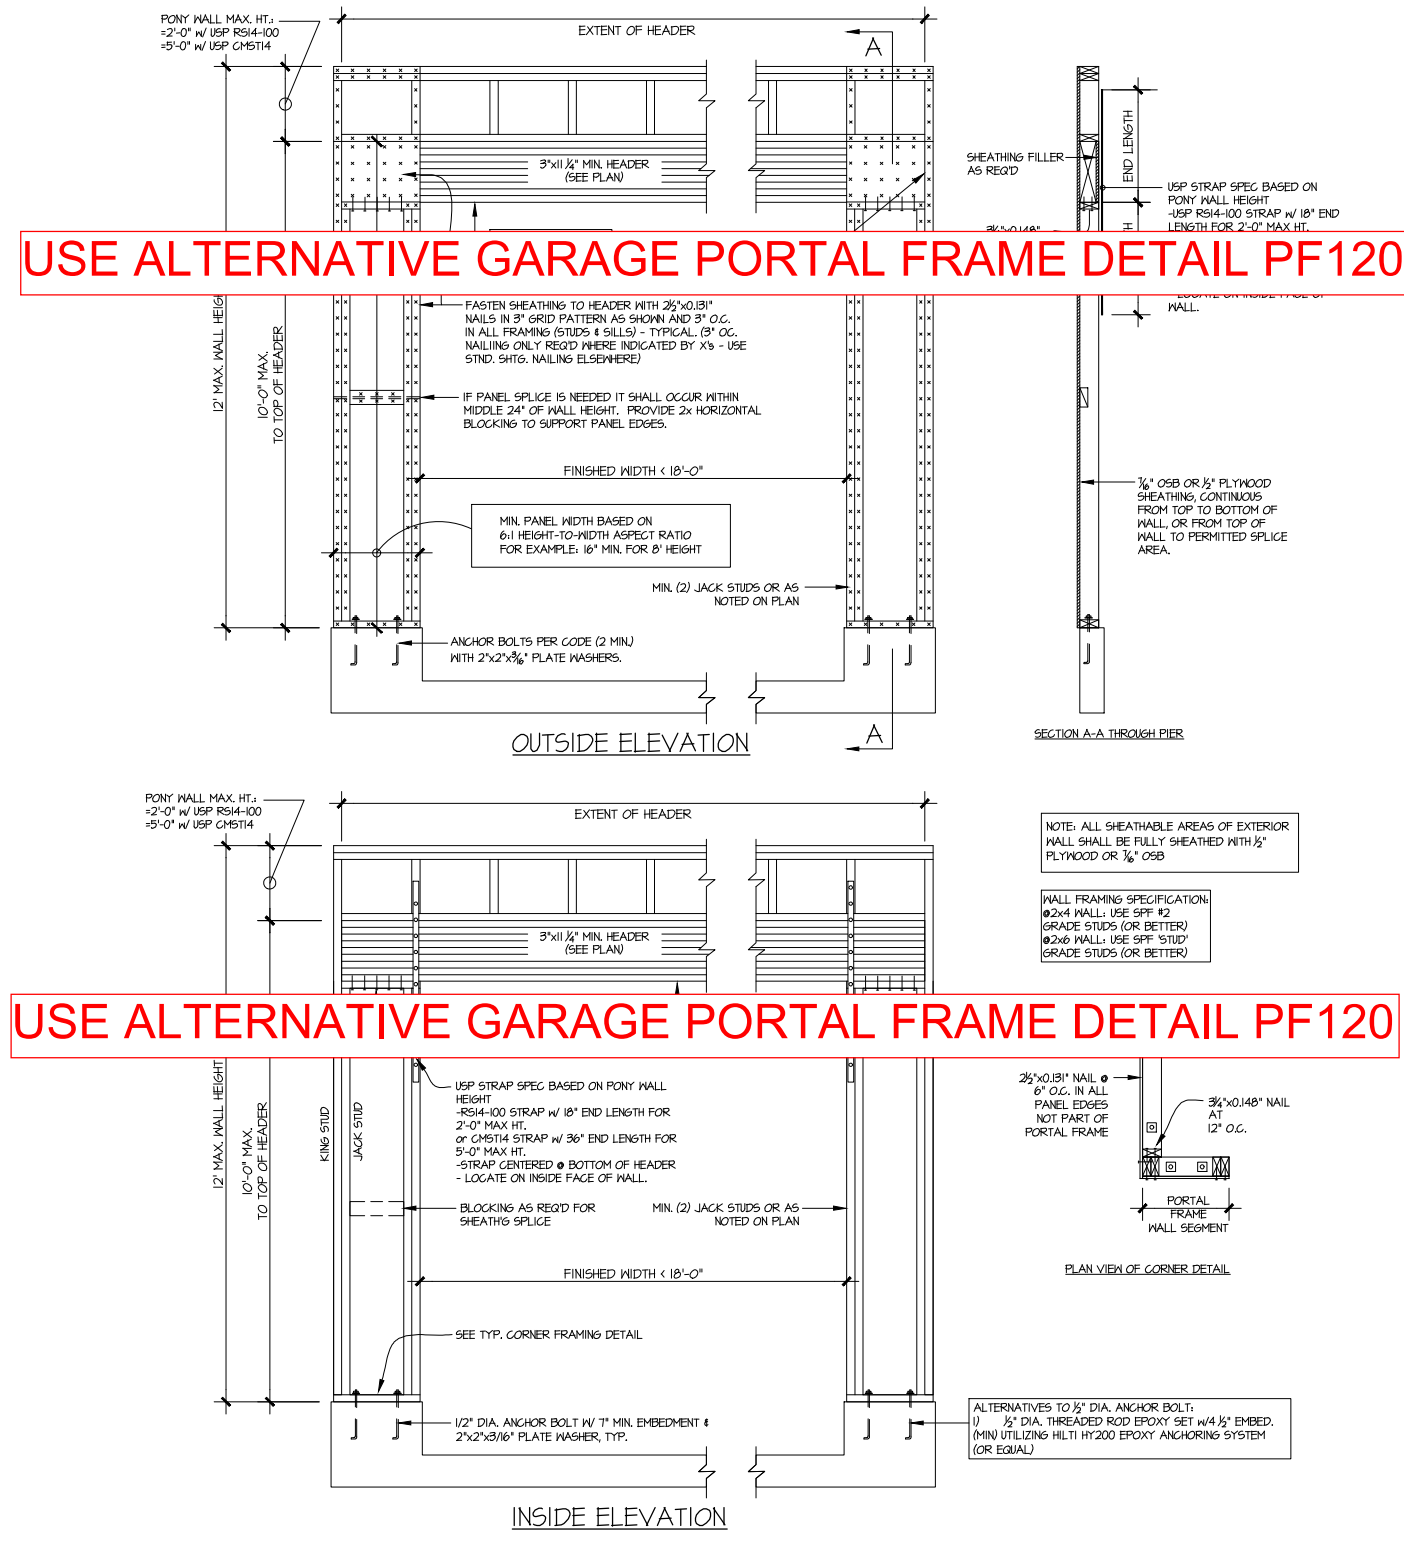 PONY WALL MAX. HT.:
=2'-0" W/ USP RS14-100
=5'-0" W/ USP CMST14
EXTENT OF HEADER
A
3"x11 1/4" MIN. HEADER
(SEE PLAN)
SHEATHING FILLER
AS REQ'D
END LENGTH
USP STRAP SPEC BASED ON
PONY WALL HEIGHT
-USP RS14-100 STRAP W/ 18" END
LENGTH FOR 2'-0" MAX HT.
USE ALTERNATIVE GARAGE PORTAL FRAME DETAIL PF120
WALL.
12' MAX. WALL HEIGHT
10'-0" MAX.
TO TOP OF HEADER
FASTEN SHEATHING TO HEADER WITH 2½"x0.131"
NAILS IN 3" GRID PATTERN AS SHOWN AND 3" O.C.
IN ALL FRAMING (STUDS & SILLS) - TYPICAL. (3" OC.
NAILIING ONLY REQ'D WHERE INDICATED BY X's - USE
STND. SHTG. NAILING ELSEWHERE)
IF PANEL SPLICE IS NEEDED IT SHALL OCCUR WITHIN
MIDDLE 24" OF WALL HEIGHT. PROVIDE 2x HORIZONTAL
BLOCKING TO SUPPORT PANEL EDGES.
FINISHED WIDTH < 18'-0"
7/16" OSB OR ½" PLYWOOD
SHEATHING, CONTINUOUS
FROM TOP TO BOTTOM OF
WALL, OR FROM TOP OF
WALL TO PERMITTED SPLICE
AREA.
MIN. PANEL WIDTH BASED ON
6:1 HEIGHT-TO-WIDTH ASPECT RATIO
FOR EXAMPLE: 16" MIN. FOR 8' HEIGHT
MIN. (2) JACK STUDS OR AS
NOTED ON PLAN
ANCHOR BOLTS PER CODE (2 MIN.)
WITH 2"x2"x3/16" PLATE WASHERS.
A
OUTSIDE ELEVATION
SECTION A-A THROUGH PIER
PONY WALL MAX. HT.:
=2'-0" W/ USP RS14-100
=5'-0" W/ USP CMST14
EXTENT OF HEADER
NOTE: ALL SHEATHABLE AREAS OF EXTERIOR
WALL SHALL BE FULLY SHEATHED WITH ½"
PLYWOOD OR 7/16" OSB
WALL FRAMING SPECIFICATION:
@2x4 WALL: USE SPF #2
GRADE STUDS (OR BETTER)
@2x6 WALL: USE SPF 'STUD'
GRADE STUDS (OR BETTER)
3"x11 1/4" MIN. HEADER
(SEE PLAN)
USE ALTERNATIVE GARAGE PORTAL FRAME DETAIL PF120
12' MAX. WALL HEIGHT
10'-0" MAX.
TO TOP OF HEADER
KING STUD
JACK STUD
USP STRAP SPEC BASED ON PONY WALL
HEIGHT
-RS14-100 STRAP W/ 18" END LENGTH FOR
2'-0" MAX HT.
or CMST14 STRAP W/ 36" END LENGTH FOR
5'-0" MAX HT.
-STRAP CENTERED @ BOTTOM OF HEADER
- LOCATE ON INSIDE FACE OF WALL.
2½"x0.131" NAIL @
6" O.C. IN ALL
PANEL EDGES
NOT PART OF
PORTAL FRAME
3¼"x0.148" NAIL
AT
12" O.C.
BLOCKING AS REQ'D FOR
SHEATH'G SPLICE
MIN. (2) JACK STUDS OR AS
NOTED ON PLAN
PORTAL
FRAME
WALL SEGMENT
PLAN VIEW OF CORNER DETAIL
FINISHED WIDTH < 18'-0"
SEE TYP. CORNER FRAMING DETAIL
1/2" DIA. ANCHOR BOLT W/ 7" MIN. EMBEDMENT &
2"x2"x3/16" PLATE WASHER, TYP.
ALTERNATIVES TO ½" DIA. ANCHOR BOLT:
1) ½" DIA. THREADED ROD EPOXY SET W/4 ½" EMBED.
(MIN) UTILIZING HILTI HY200 EPOXY ANCHORING SYSTEM
(OR EQUAL)
INSIDE ELEVATION